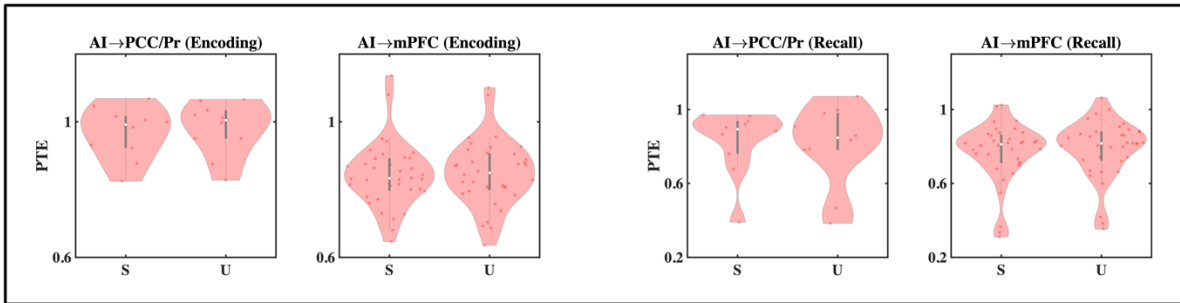 AI→PCC/Pr (Encoding)
AI→mPFC (Encoding)
AI→PCC/Pr (Recall)
AI→mPFC (Recall)
PTE
1
0.6
S U
1
0.6
S U
PTE
1
0.6
0.2
S U
1
0.6
0.2
S U